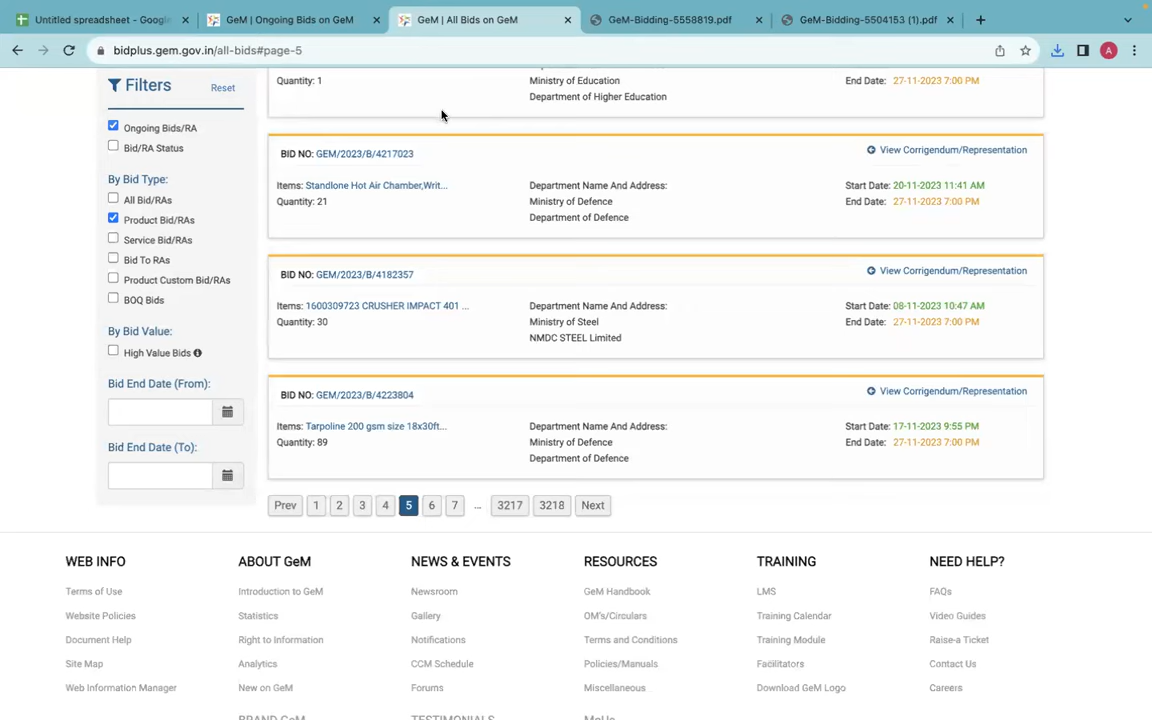 Untitled spreadsheet - Google
GeM | Ongoing Bids on GeM
GeM | All Bids on GeM
GeM-Bidding-5558819.pdf
GeM-Bidding-5504153 (1).pdf
bidplus.gem.gov.in/all-bids#page-5
A
Filters
Reset
Ongoing Bids/RA
Bid/RA Status
By Bid Type:
All Bid/RAs
Product Bid/RAs
Service Bid/RAs
Bid To RAs
Product Custom Bid/RAs
BOQ Bids
By Bid Value:
High Value Bids
Bid End Date (From):
Bid End Date (To):
Quantity: 1
Ministry of Education
Department of Higher Education
End Date: 27-11-2023 7:00 PM
BID NO: GEM/2023/B/4217023
View Corrigendum/Representation
Items: Standlone Hot Air Chamber,Writ...
Quantity: 21
Department Name And Address:
Ministry of Defence
Department of Defence
Start Date: 20-11-2023 11:41 AM
End Date: 27-11-2023 7:00 PM
BID NO: GEM/2023/B/4182357
View Corrigendum/Representation
Items: 1600309723 CRUSHER IMPACT 401 ...
Quantity: 30
Department Name And Address:
Ministry of Steel
NMDC STEEL Limited
Start Date: 08-11-2023 10:47 AM
End Date: 27-11-2023 7:00 PM
BID NO: GEM/2023/B/4223804
View Corrigendum/Representation
Items: Tarpoline 200 gsm size 18x30ft...
Quantity: 89
Department Name And Address:
Ministry of Defence
Department of Defence
Start Date: 17-11-2023 9:55 PM
End Date: 27-11-2023 7:00 PM
Prev 1 2 3 4 5 6 7 ... 3217 3218 Next
WEB INFO
Terms of Use
Website Policies
Document Help
Site Map
Web Information Manager
ABOUT GeM
Introduction to GeM
Statistics
Right to Information
Analytics
New on GeM
BRAND GeM
NEWS & EVENTS
Newsroom
Gallery
Notifications
CCM Schedule
Forums
TESTIMONIALS
RESOURCES
GeM Handbook
OM's/Circulars
Terms and Conditions
Policies/Manuals
Miscellaneous
MoUs
TRAINING
LMS
Training Calendar
Training Module
Facilitators
Download GeM Logo
NEED HELP?
FAQs
Video Guides
Raise-a Ticket
Contact Us
Careers